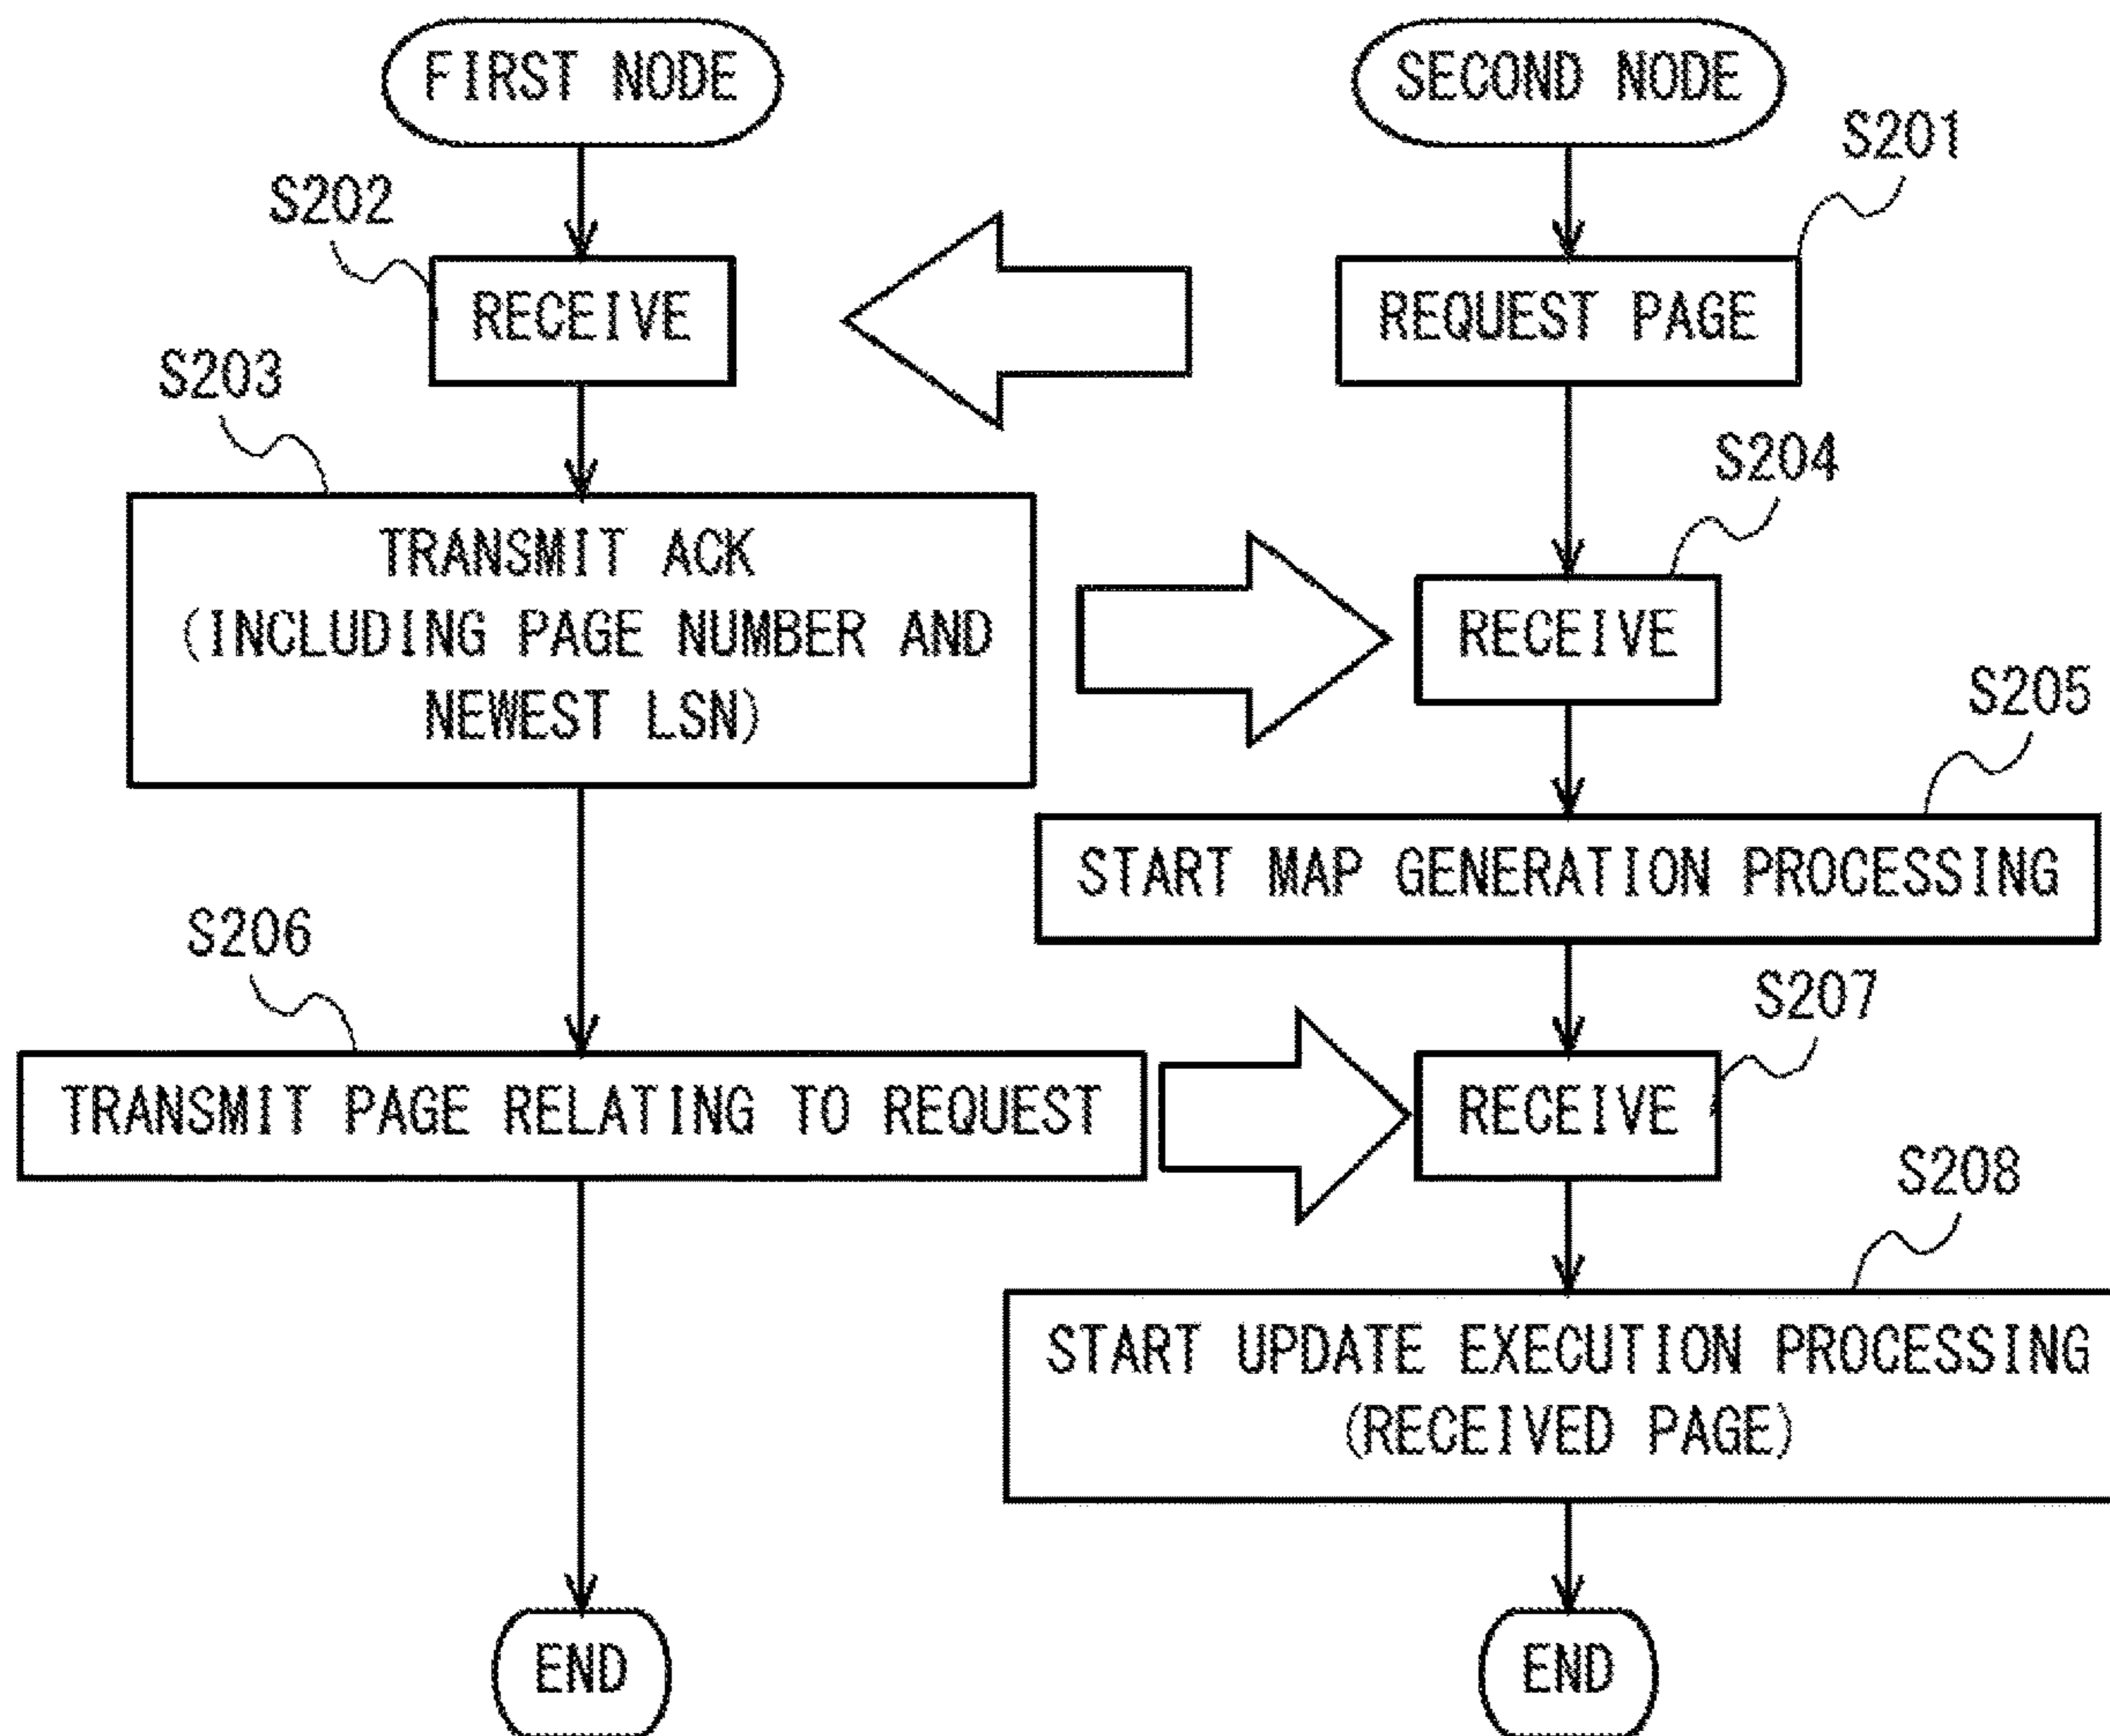 FIRST NODE
SECOND NODE
S201
S202
RECEIVE
REQUEST PAGE
S203
S204
TRANSMIT ACK
(INCLUDING PAGE NUMBER AND
NEWEST LSN)
RECEIVE
S205
START MAP GENERATION PROCESSING
S206
S207
TRANSMIT PAGE RELATING TO REQUEST
RECEIVE
S208
START UPDATE EXECUTION PROCESSING
(RECEIVED PAGE)
END
END